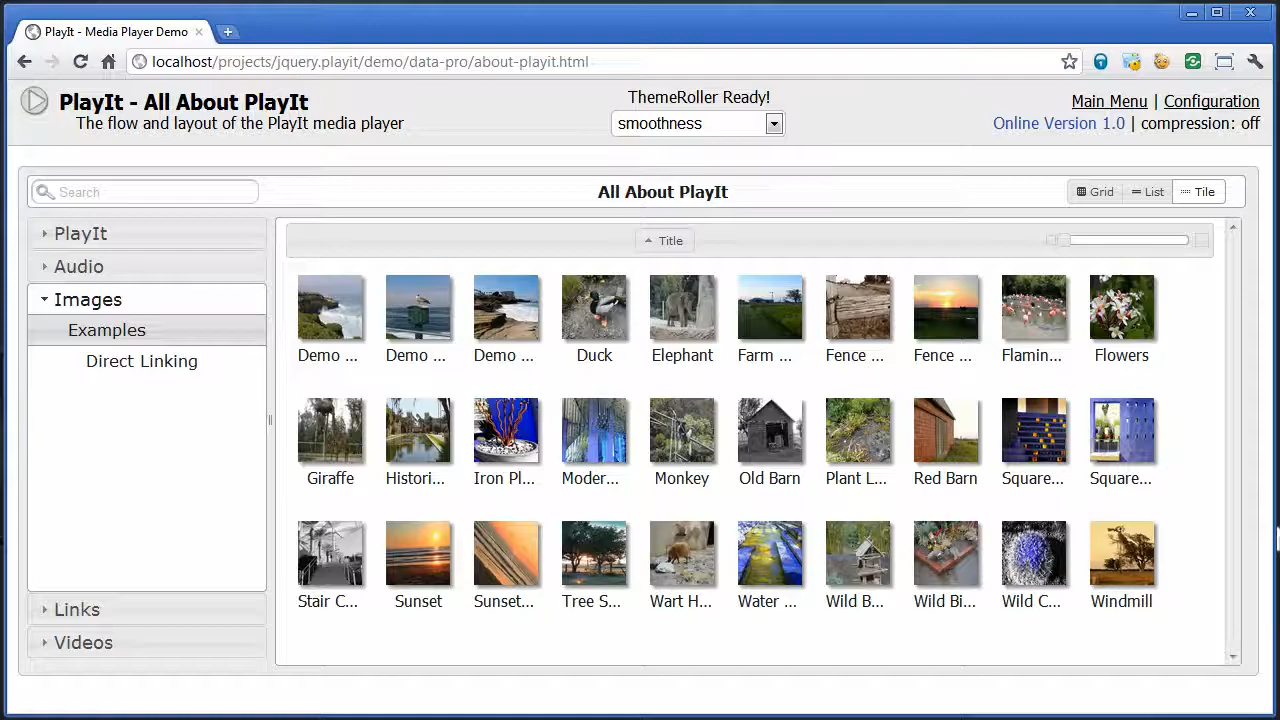 PlayIt - Media Player Demo
localhost/projects/jquery.playit/demo/data-pro/about-playit.html
PlayIt - All About PlayIt
The flow and layout of the PlayIt media player
ThemeRoller Ready!
smoothness
Main Menu | Configuration
Online Version 1.0 | compression: off
Search
All About PlayIt
Grid
List
Tile
PlayIt
Audio
Images
Examples
Direct Linking
Links
Videos
Title
Demo ... Demo ... Demo ... Duck Elephant Farm ... Fence ... Fence ... Flamin... Flowers
Giraffe Histori... Iron Pl... Moder... Monkey Old Barn Plant L... Red Barn Square... Square...
Stair C... Sunset Sunset... Tree S... Wart H... Water ... Wild B... Wild Bi... Wild C... Windmill